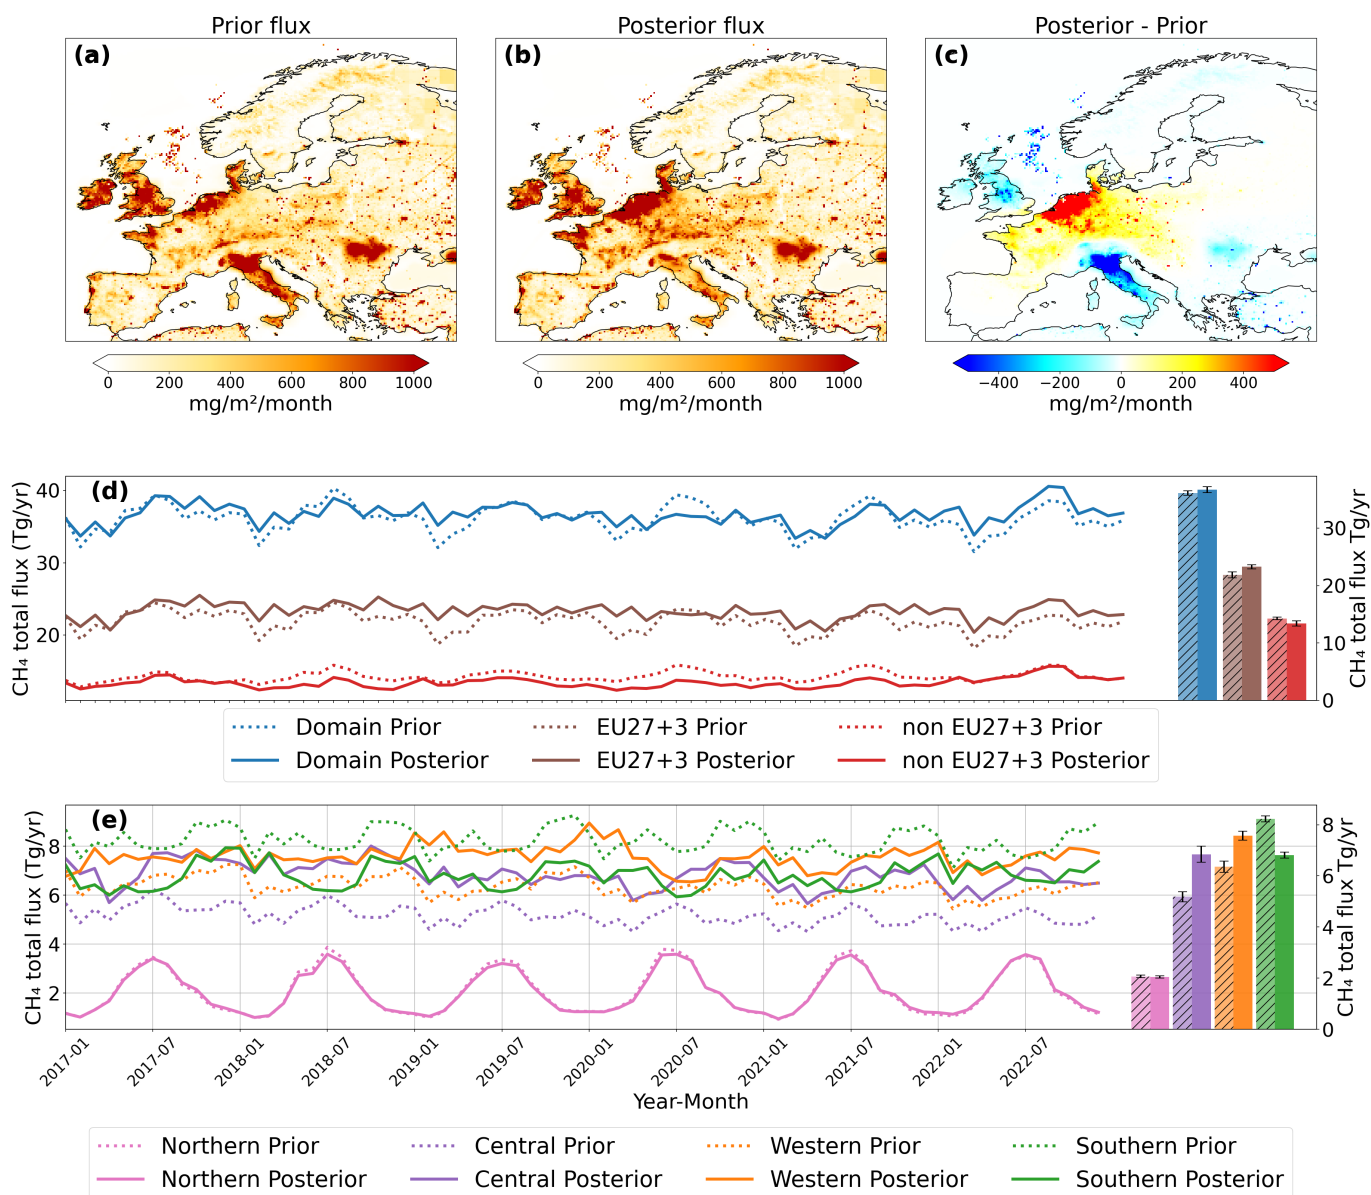 Prior flux
Posterior flux
Posterior - Prior
(a)
(b)
(c)
0 200 400 600 800 1000
mg/m²/month
0 200 400 600 800 1000
mg/m²/month
−400 −200 0 200 400
mg/m²/month
(d)
CH₄ total flux (Tg/yr)
40
30
20
30
20
10
0
CH₄ total flux Tg/yr
Domain Prior
EU27+3 Prior
non EU27+3 Prior
Domain Posterior
EU27+3 Posterior
non EU27+3 Posterior
(e)
CH₄ total flux (Tg/yr)
8
6
4
2
8
6
4
2
0
CH₄ total flux Tg/yr
2017-01
2017-07
2018-01
2018-07
2019-01
2019-07
2020-01
2020-07
2021-01
2021-07
2022-01
2022-07
Year-Month
Northern Prior
Central Prior
Western Prior
Southern Prior
Northern Posterior
Central Posterior
Western Posterior
Southern Posterior